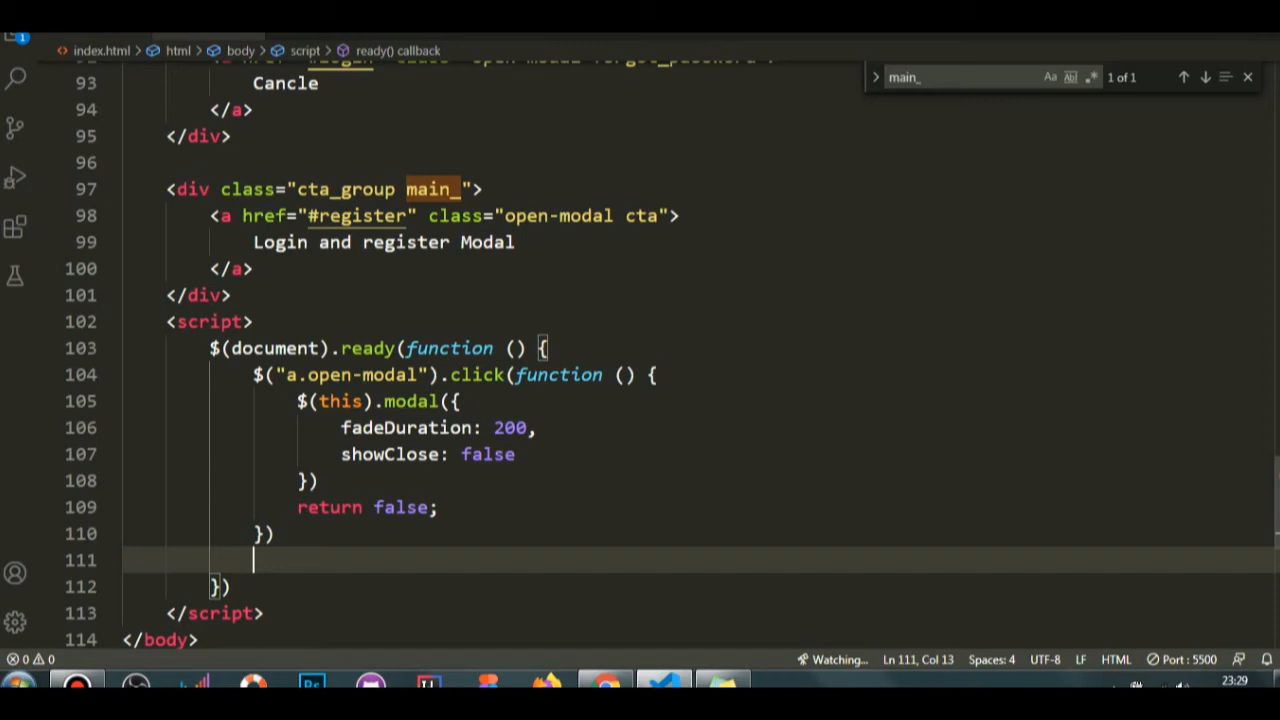 1
index.html html body script ready() callback
main_ Aa Ab .* 1 of 1
93 Cancle
94 </a>
95 </div>
96
97 <div class="cta_group main_">
98 <a href="#register" class="open-modal cta">
99 Login and register Modal
100 </a>
101 </div>
102 <script>
103 $(document).ready(function () {
104 $("a.open-modal").click(function () {
105 $(this).modal({
106 fadeDuration: 200,
107 showClose: false
108 })
109 return false;
110 })
111
112 })
113 </script>
114 </body>
0 0 Watching... Ln 111, Col 13 Spaces: 4 UTF-8 LF HTML Port : 5500
Ps
23:29